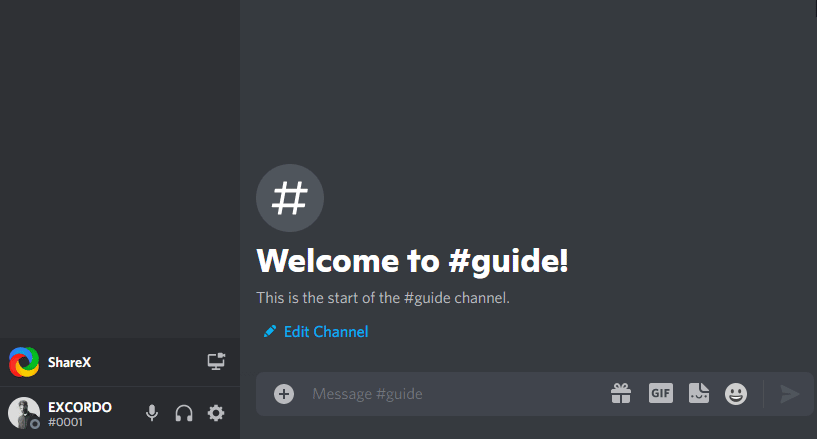 #
Welcome to #guide!
This is the start of the #guide channel.
Edit Channel
ShareX
Message #guide
GIF
EXCORDO
#0001